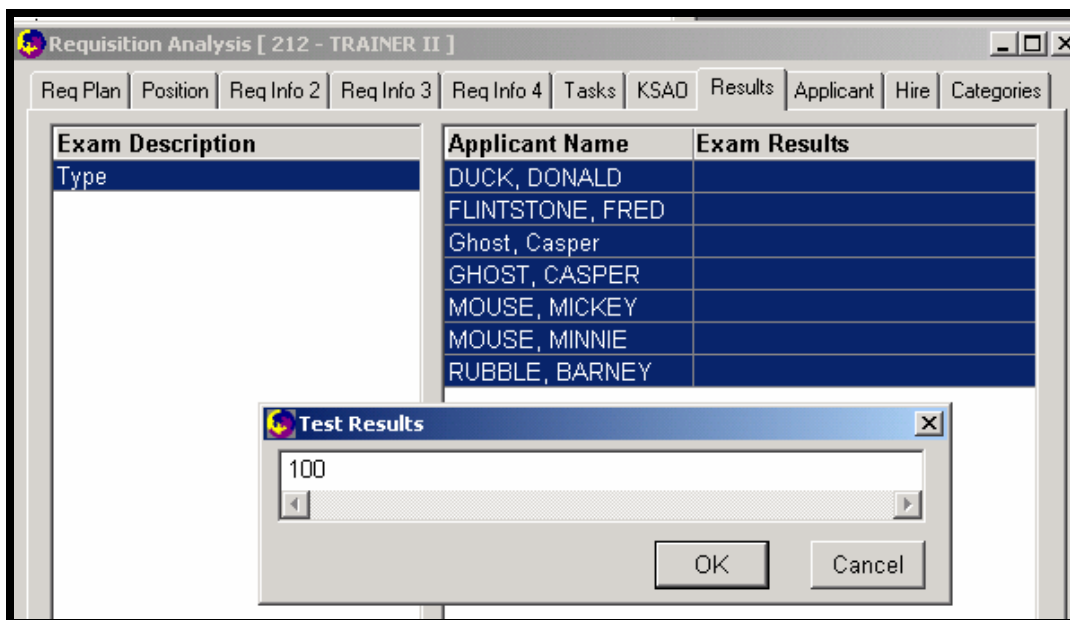 Requisition Analysis [ 212 - TRAINER II ]
Req Plan Position Req Info 2 Req Info 3 Req Info 4 Tasks KSAO Results Applicant Hire Categories
Exam Description Applicant Name Exam Results
Type DUCK, DONALD
FLINTSTONE, FRED
Ghost, Casper
GHOST, CASPER
MOUSE, MICKEY
MOUSE, MINNIE
RUBBLE, BARNEY
Test Results
100
OK Cancel